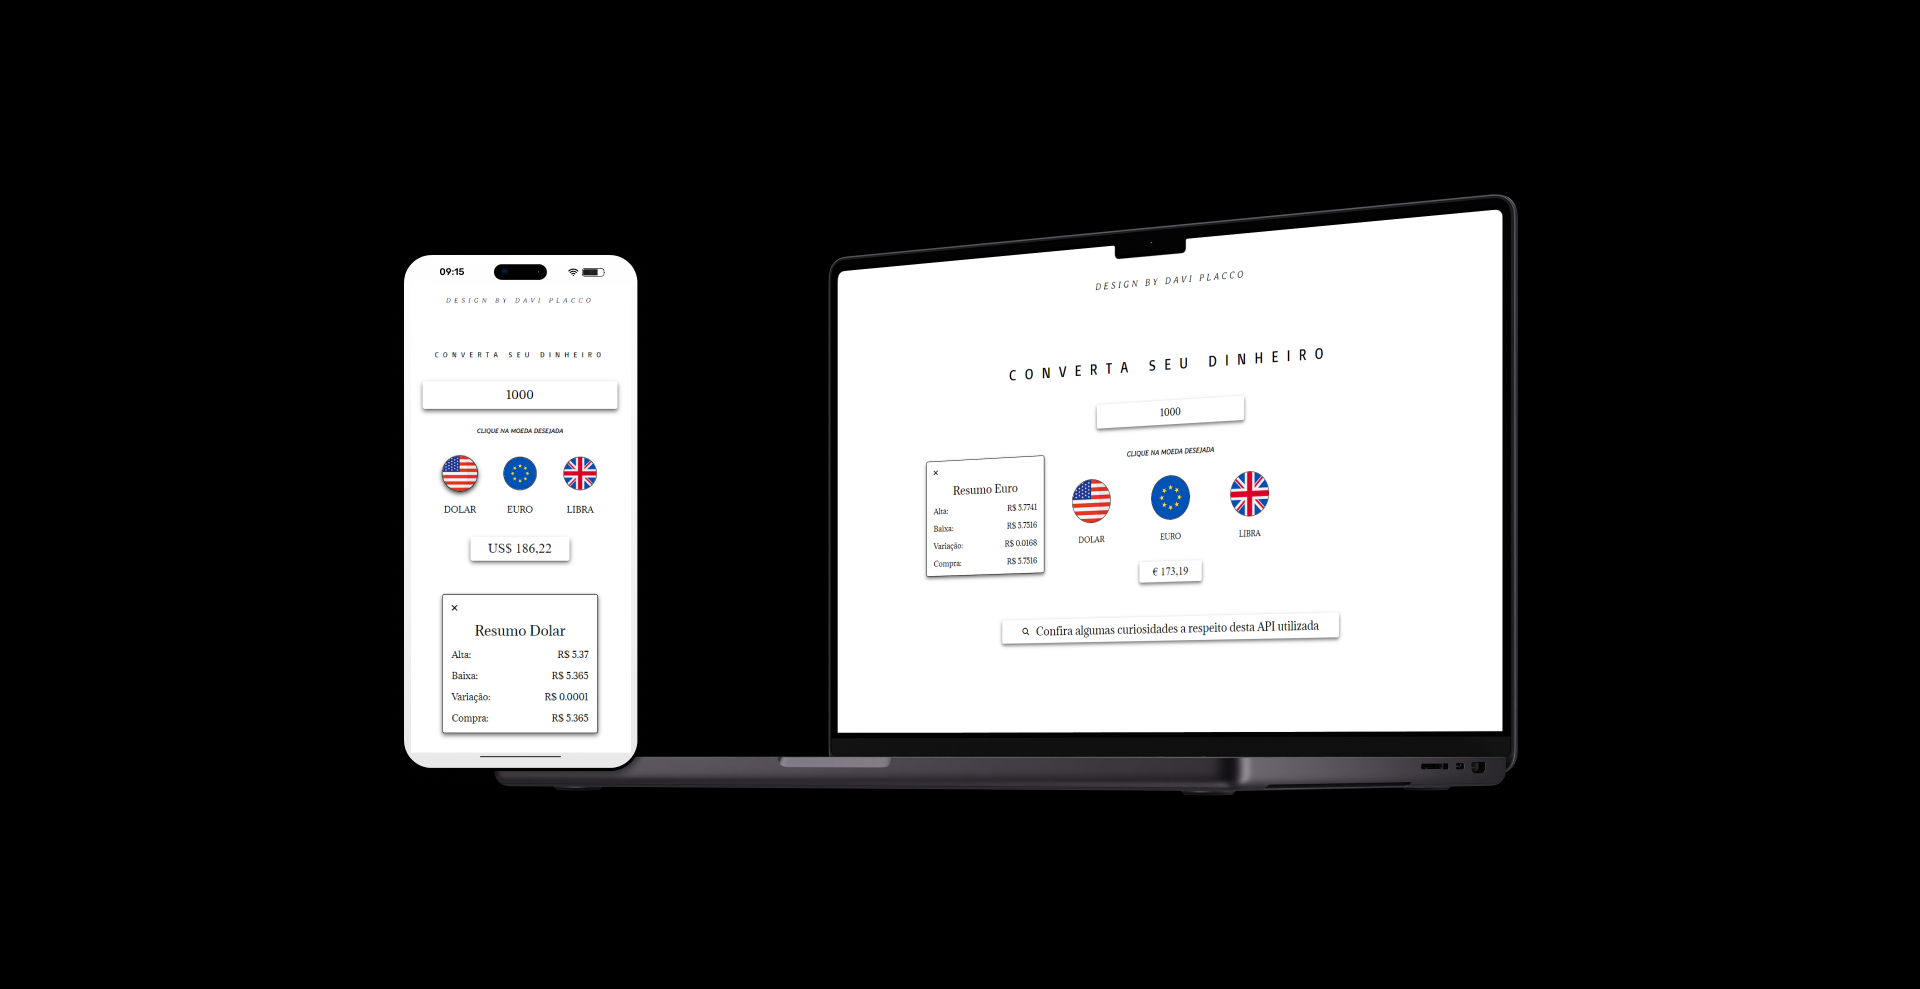 09:15
DESIGN BY DAVI PLACCO
CONVERTA SEU DINHEIRO
1000
CLIQUE NA MOEDA DESEJADA
DOLAR EURO LIBRA
US$ 186,22
×
Resumo Dolar
Alta: R$ 5.37
Baixa: R$ 5.365
Variação: R$ 0.0001
Compra: R$ 5.365
DESIGN BY DAVI PLACCO
CONVERTA SEU DINHEIRO
1000
CLIQUE NA MOEDA DESEJADA
×
Resumo Euro
Alta: R$ 5.7741
Baixa: R$ 5.7516
Variação: R$ 0.0168
Compra: R$ 5.7516
DOLAR EURO LIBRA
€ 173,19
Confira algumas curiosidades a respeito desta API utilizada